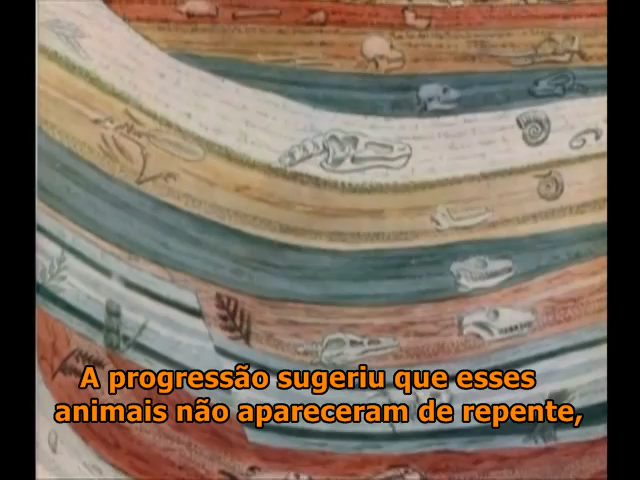 A progressão sugeriu que esses
animais não apareceram de repente,